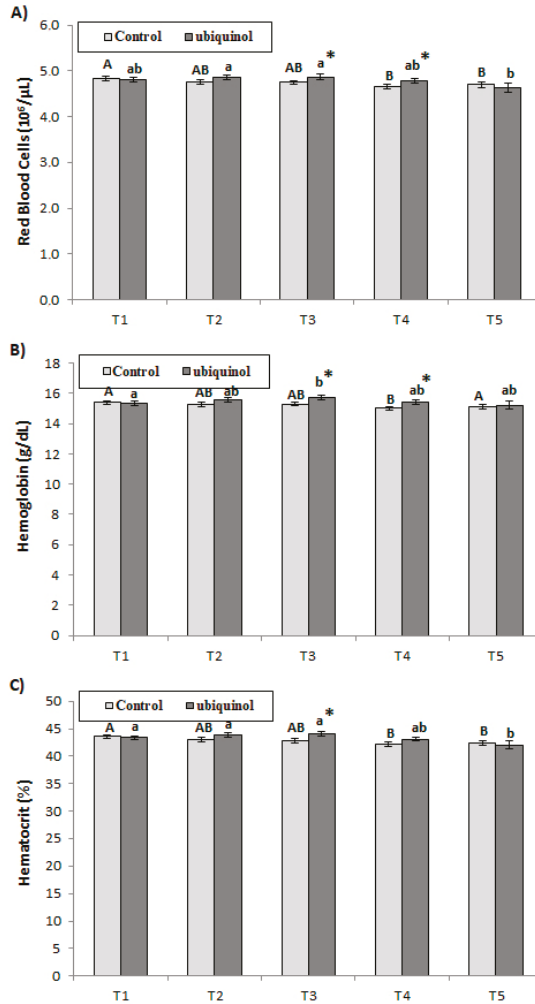 A)
Control ubiquinol
6.0
5.0
4.0
3.0
2.0
1.0
0.0
Red Blood Cells (10⁶/µL)
A ab AB a AB a * B ab * B b
T1 T2 T3 T4 T5
B)
Control ubiquinol
18
16
14
12
10
8
6
4
2
0
Hemoglobin (g/dL)
A a AB ab AB b * B ab * A ab
T1 T2 T3 T4 T5
C)
Control ubiquinol
50
45
40
35
30
25
20
15
10
5
0
Hematocrit (%)
A a AB a AB a * B ab B b
T1 T2 T3 T4 T5